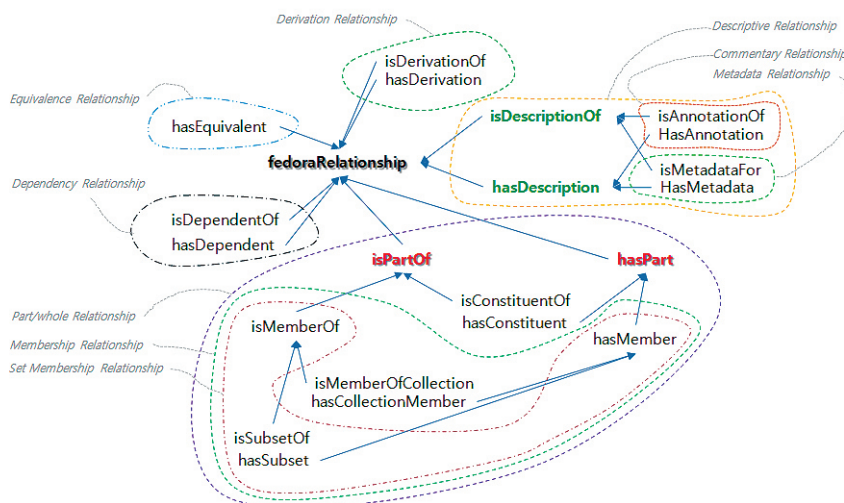 Derivation Relationship
Descriptive Relationship
Commentary Relationship
Metadata Relationship
isDerivationOf
hasDerivation
Equivalence Relationship
hasEquivalent
isDescriptionOf
isAnnotationOf
HasAnnotation
fedoraRelationship
hasDescription
isMetadataFor
HasMetadata
Dependency Relationship
isDependentOf
hasDependent
isPartOf
hasPart
isConstituentOf
hasConstituent
Part/whole Relationship
isMemberOf
hasMember
Membership Relationship
Set Membership Relationship
isMemberOfCollection
hasCollectionMember
isSubsetOf
hasSubset